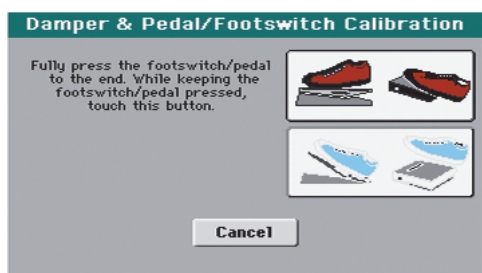 Damper & Pedal/Footswitch Calibration
Fully press the footswitch/pedal
to the end. While keeping the
footswitch/pedal pressed,
touch this button.
Cancel